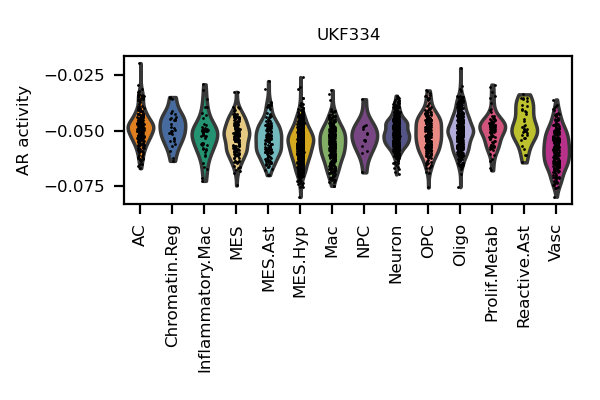 UKF334
AR activity
−0.025
−0.050
−0.075
AC
Chromatin.Reg
Inflammatory.Mac
MES
MES.Ast
MES.Hyp
Mac
NPC
Neuron
OPC
Oligo
Prolif.Metab
Reactive.Ast
Vasc